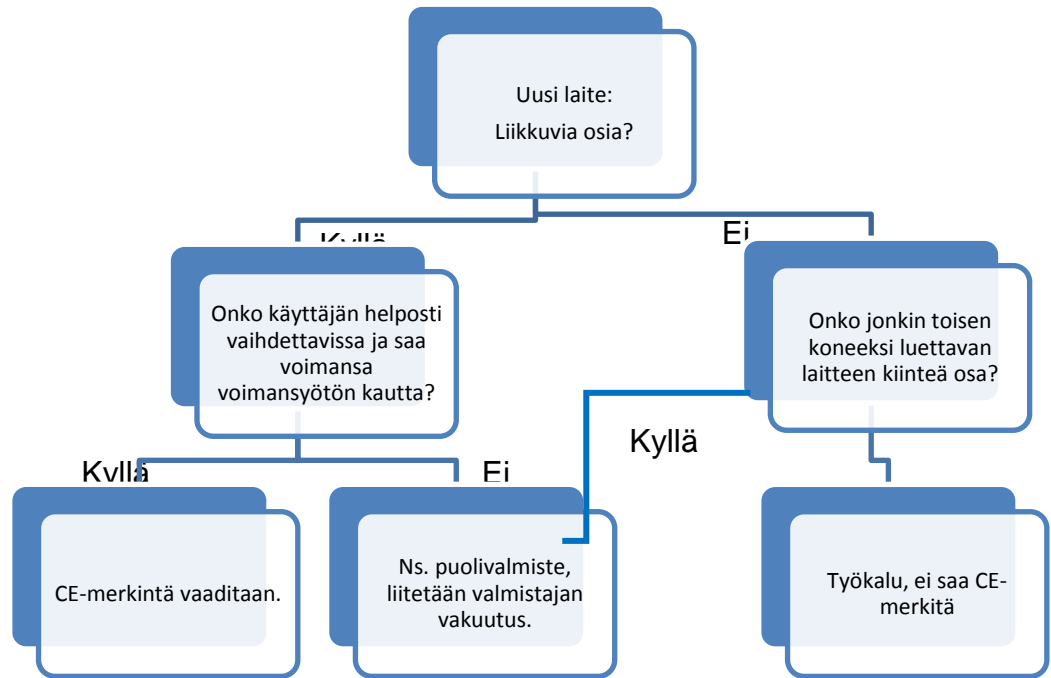 Uusi laite:
Liikkuvia osia?
Kyllä
Ei
Onko käyttäjän helposti
vaihdettavissa ja saa
voimansa
voimansyötön kautta?
Onko jonkin toisen
koneeksi luettavan
laitteen kiinteä osa?
Kyllä
Kyllä
Ei
CE-merkintä vaaditaan.
Ns. puolivalmiste,
liitetään valmistajan
vakuutus.
Työkalu, ei saa CE-
merkitä